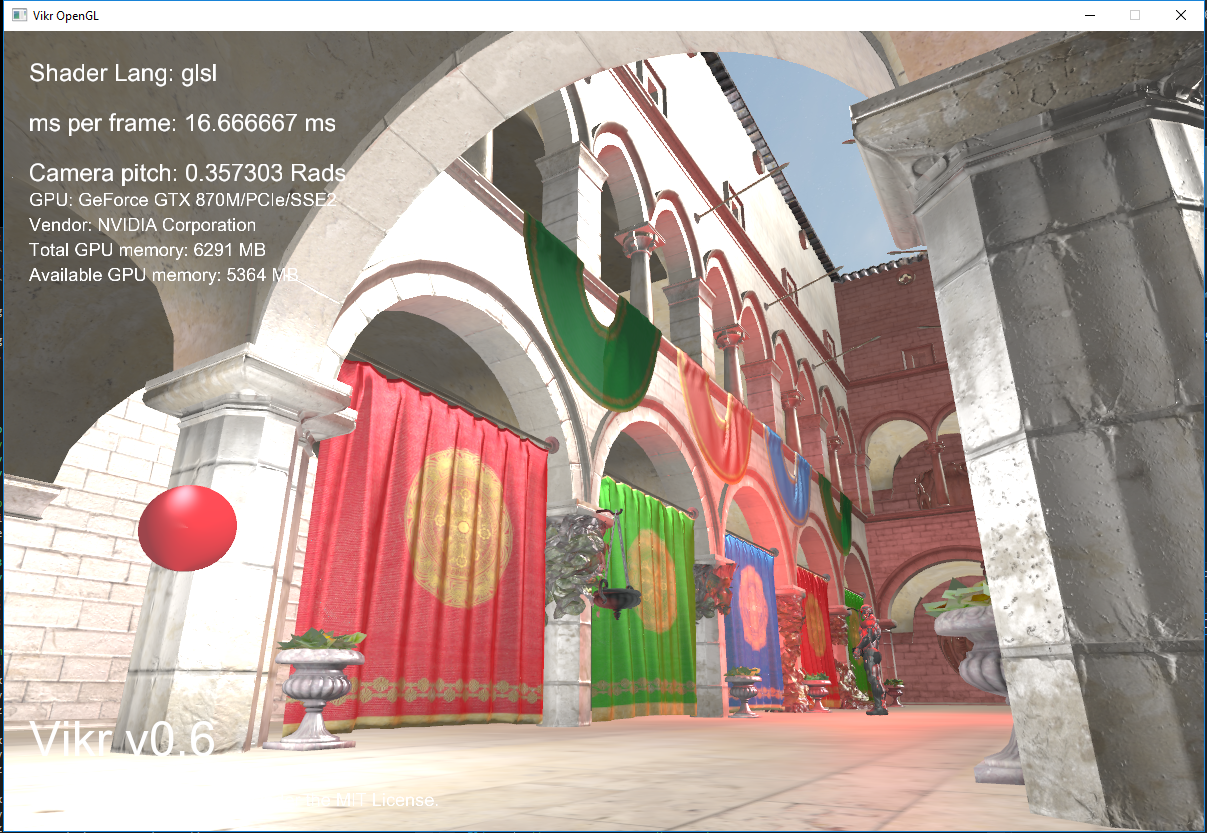 Vikr OpenGL
Shader Lang: glsl
ms per frame: 16.666667 ms
Camera pitch: 0.357303 Rads
GPU: GeForce GTX 870M/PCIe/SSE2
Vendor: NVIDIA Corporation
Total GPU memory: 6291 MB
Available GPU memory: 5364 MB
Vikr v0.6
MIT License.